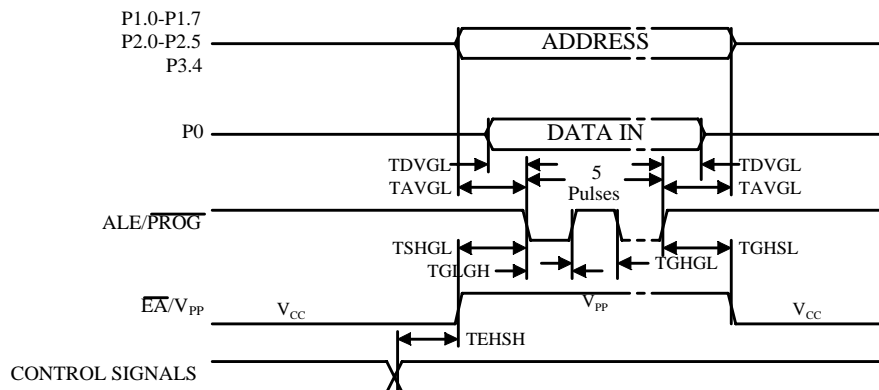 P1.0-P1.7
P2.0-P2.5
P3.4
ADDRESS
P0
DATA IN
TDVGL
5
Pulses
TDVGL
TAVGL
TAVGL
ALE/PROG
TSHGL
TGHSL
TGLGH
TGHGL
EA/VPP
VCC
VPP
VCC
TEHSH
CONTROL SIGNALS